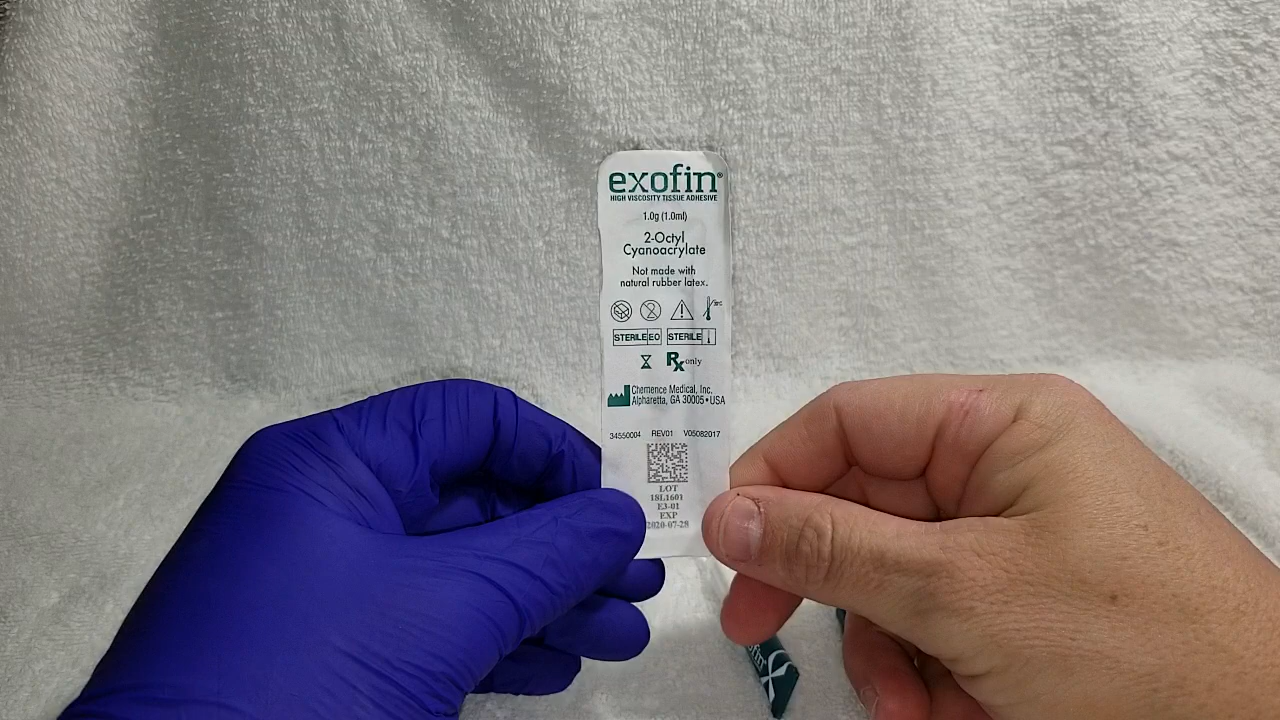 exofin®
HIGH VISCOSITY TISSUE ADHESIVE
1.0g (1.0ml)
2-Octyl
Cyanoacrylate
Not made with
natural rubber latex.
STERILE EO STERILE
Rx only
Chemence Medical, Inc.
Alpharetta, GA 30005•USA
34550004 REV01 V05082017
LOT
18L1601
E3-01
EXP
2020-07-28